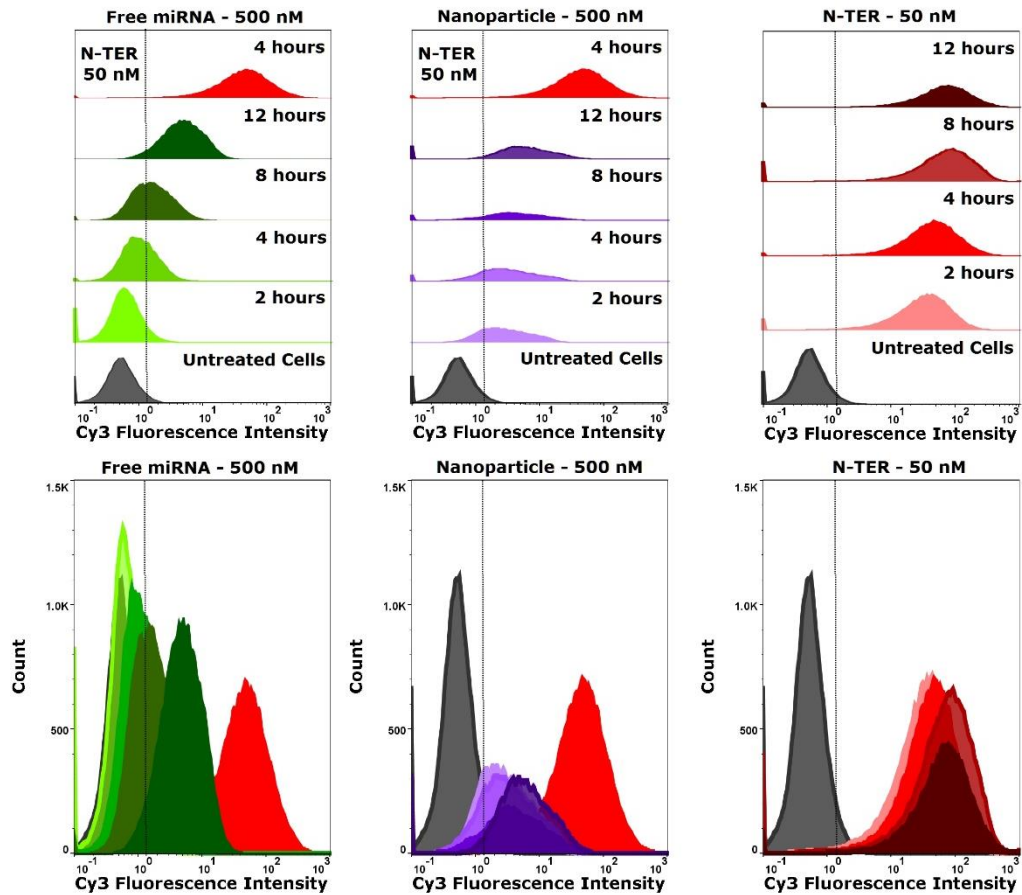 Free miRNA - 500 nM
N-TER
50 nM
4 hours
12 hours
8 hours
4 hours
2 hours
Untreated Cells
10-1 100 101 102 103
Cy3 Fluorescence Intensity
Nanoparticle - 500 nM
N-TER
50 nM
4 hours
12 hours
8 hours
4 hours
2 hours
Untreated Cells
10-1 100 101 102 103
Cy3 Fluorescence Intensity
N-TER - 50 nM
12 hours
8 hours
4 hours
2 hours
Untreated Cells
10-1 100 101 102 103
Cy3 Fluorescence Intensity
Free miRNA - 500 nM
1.5K
1.0K
Count
500
0
-10-1 100 101 102 103
Cy3 Fluorescence Intensity
Nanoparticle - 500 nM
1.5K
1.0K
Count
500
0
-10-1 100 101 102 103
Cy3 Fluorescence Intensity
N-TER - 50 nM
1.5K
1.0K
Count
500
0
-10-1 100 101 102 103
Cy3 Fluorescence Intensity